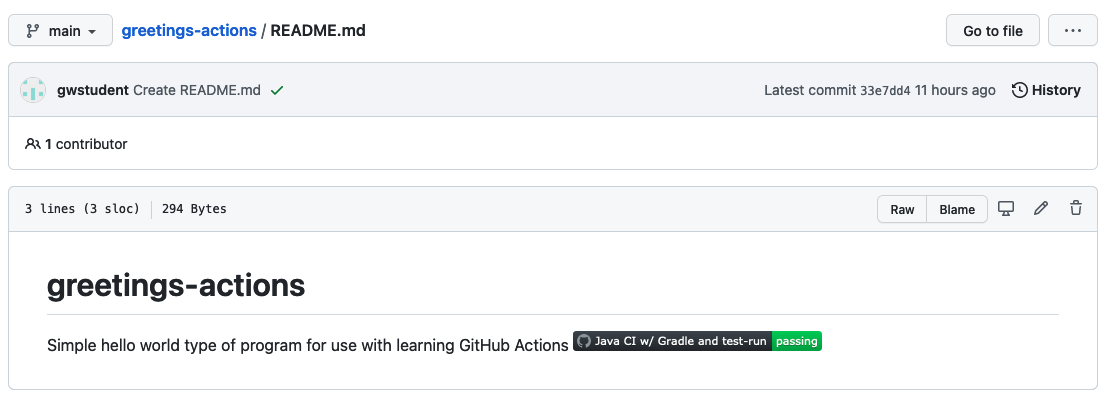 main greetings-actions / README.md Go to file ...
gwstudent Create README.md Latest commit 33e7dd4 11 hours ago History
1 contributor
3 lines (3 sloc) 294 Bytes Raw Blame
greetings-actions
Simple hello world type of program for use with learning GitHub Actions Java CI w/ Gradle and test-run passing